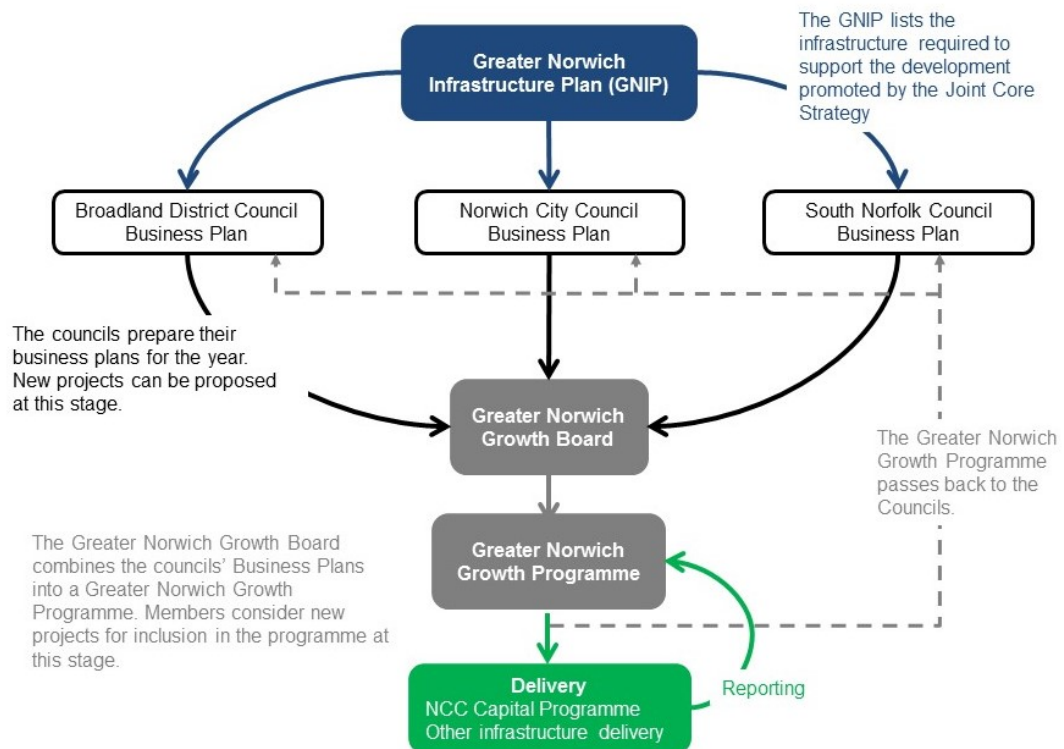 Greater Norwich
Infrastructure Plan (GNIP)
The GNIP lists the
infrastructure required to
support the development
promoted by the Joint Core
Strategy
Broadland District Council
Business Plan
Norwich City Council
Business Plan
South Norfolk Council
Business Plan
The councils prepare their
business plans for the year.
New projects can be proposed
at this stage.
Greater Norwich
Growth Board
The Greater Norwich
Growth Programme
passes back to the
Councils.
Greater Norwich
Growth Programme
The Greater Norwich Growth Board
combines the councils’ Business Plans
into a Greater Norwich Growth
Programme. Members consider new
projects for inclusion in the programme at
this stage.
Delivery
NCC Capital Programme
Other infrastructure delivery
Reporting